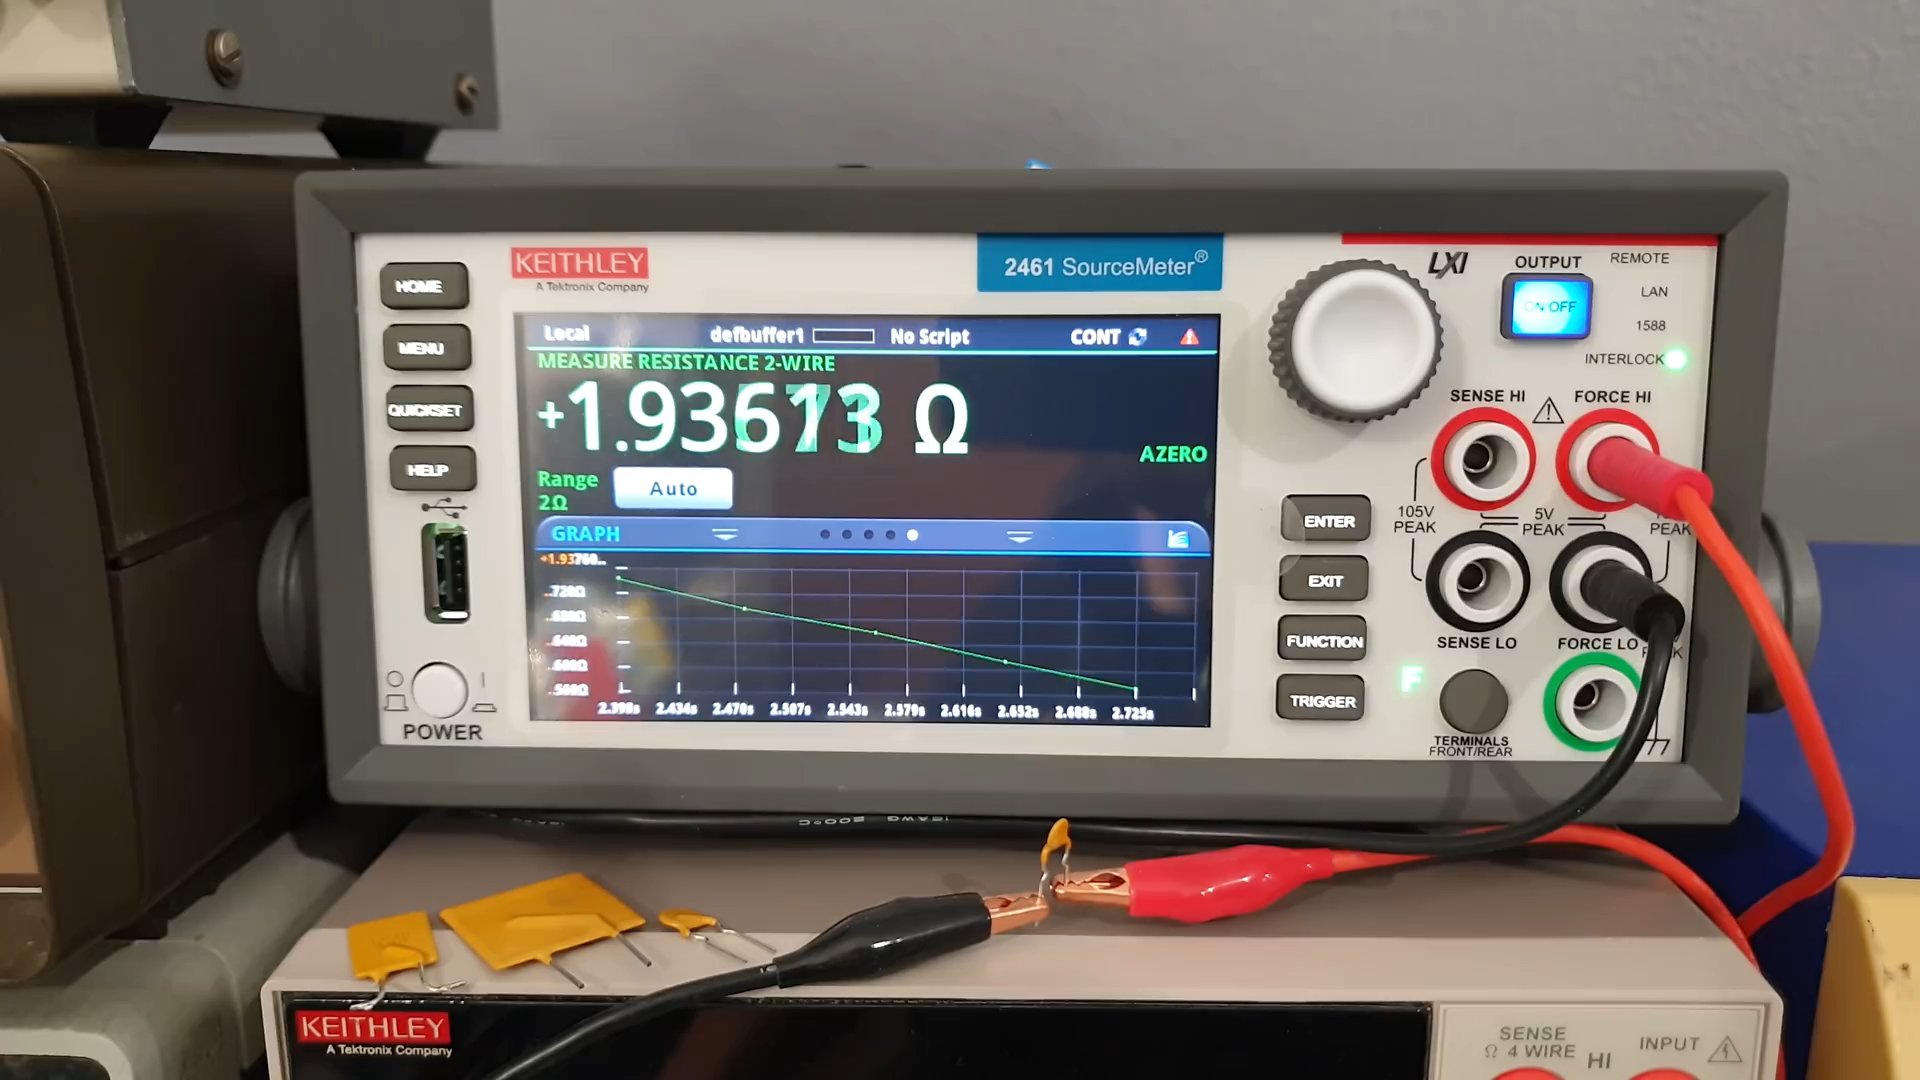 KEITHLEY
A Tektronix Company
2461 SourceMeter®
LXI
OUTPUT
ON OFF
REMOTE
LAN
1588
INTERLOCK
HOME
MENU
QUICKSET
HELP
POWER
Local
defbuffer1
No Script
CONT
MEASURE RESISTANCE 2-WIRE
Ω
AZERO
Range
2Ω
Auto
GRAPH
2.398s 2.434s 2.470s 2.507s 2.543s 2.579s 2.616s 2.652s 2.688s 2.725s
ENTER
EXIT
FUNCTION
TRIGGER
SENSE HI
FORCE HI
105V
PEAK
5V
PEAK
PEAK
SENSE LO
FORCE LO
F
TERMINALS
FRONT/REAR
KEITHLEY
A Tektronix Company
SENSE
Ω 4 WIRE
HI
INPUT